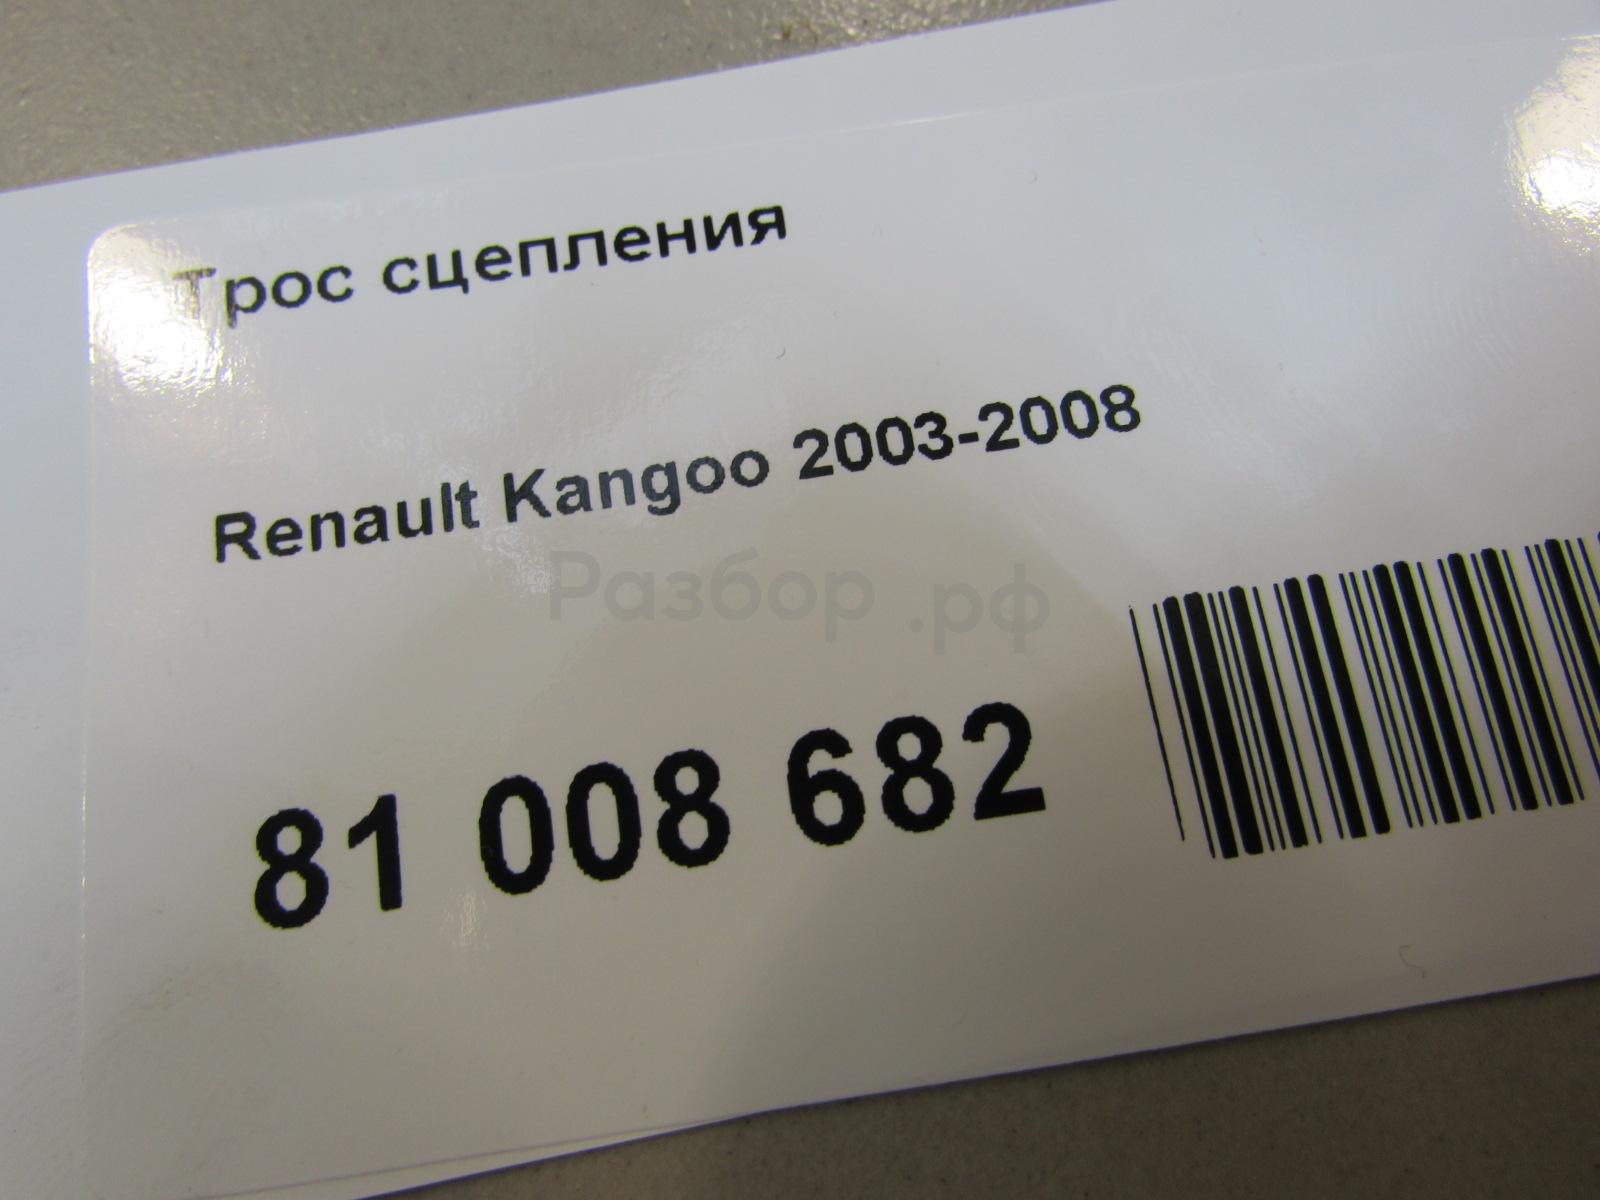 Трос сцепления
Renault Kangoo 2003-2008
Разбор.рф
81 008 682